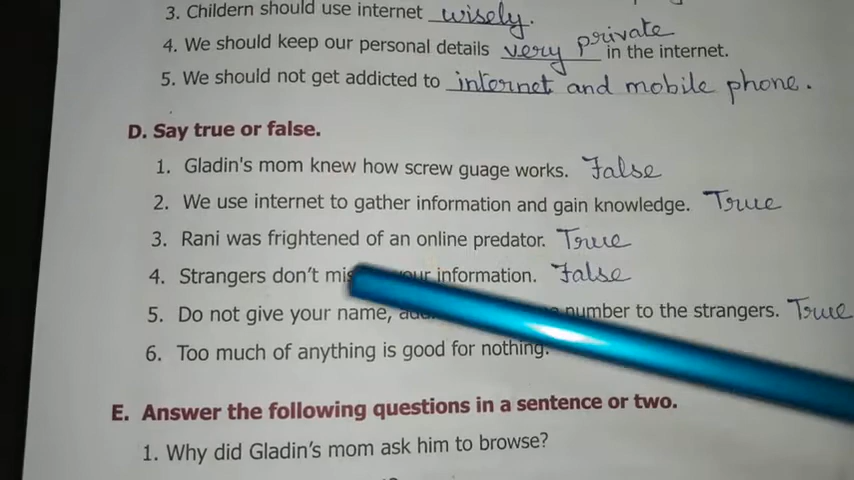 3. Childern should use internet wisely.
4. We should keep our personal details very private in the internet.
5. We should not get addicted to internet and mobile phone.
D. Say true or false.
1. Gladin's mom knew how screw guage works. False
2. We use internet to gather information and gain knowledge. True
3. Rani was frightened of an online predator. True
4. Strangers don't information. False
5. Do not give your name, number to the strangers. True
6. Too much of anything is good for nothing.
E. Answer the following questions in a sentence or two.
1. Why did Gladin's mom ask him to browse?